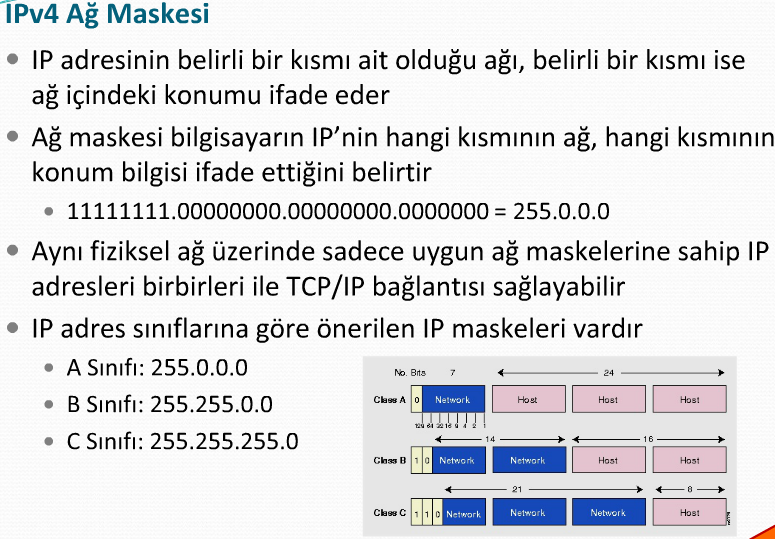 IPv4 Ağ Maskesi
• IP adresinin belirli bir kısmı ait olduğu ağı, belirli bir kısmı ise
ağ içindeki konumu ifade eder
• Ağ maskesi bilgisayarın IP’nin hangi kısmının ağ, hangi kısmının
konum bilgisi ifade ettiğini belirtir
• 11111111.00000000.00000000.0000000 = 255.0.0.0
• Aynı fiziksel ağ üzerinde sadece uygun ağ maskelerine sahip IP
adresleri birbirleri ile TCP/IP bağlantısı sağlayabilir
• IP adres sınıflarına göre önerilen IP maskeleri vardır
• A Sınıfı: 255.0.0.0
• B Sınıfı: 255.255.0.0
• C Sınıfı: 255.255.255.0
No. Bits 7 24
Class A 0 Network Host Host Host
128 64 32 16 8 4 2 1
14 16
Class B 1 0 Network Network Host Host
21 8
Class C 1 1 0 Network Network Network Host